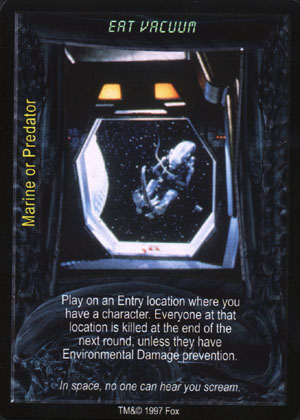 EAT VACUUM
Marine or Predator
Play on an Entry location where you
have a character. Everyone at that
location is killed at the end of the
next round, unless they have
Environmental Damage prevention.
In space, no one can hear you scream.
TM&© 1997 Fox